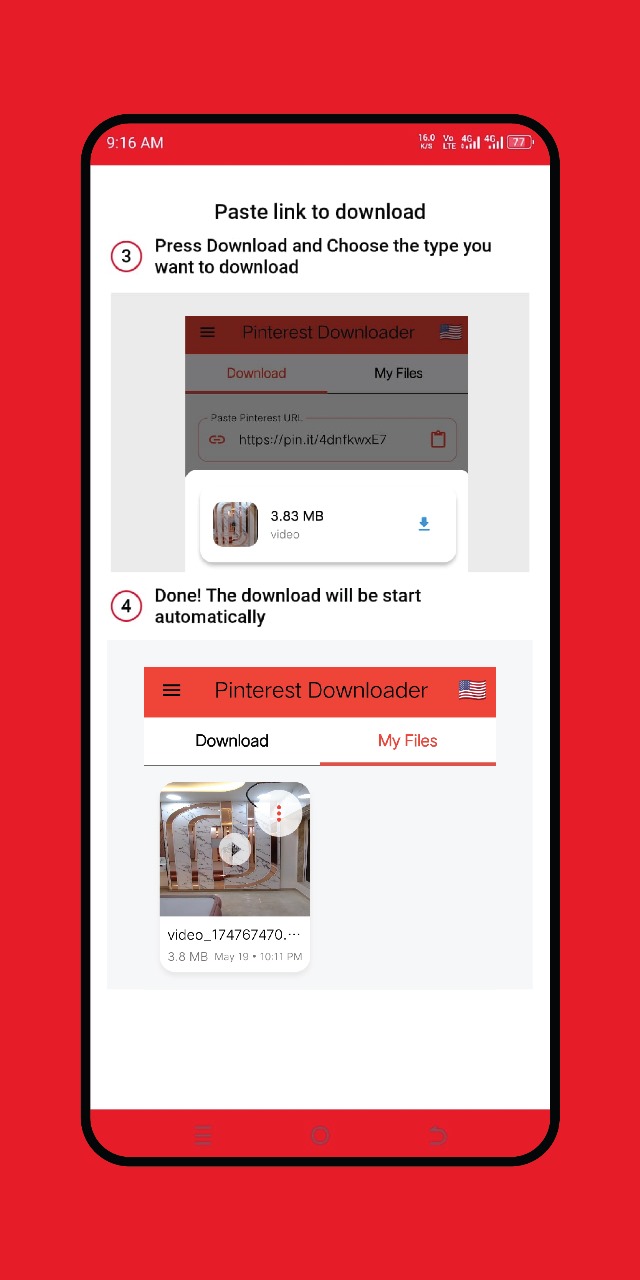 9:16 AM
16.0 K/S Vo LTE 4G 4G 77
Paste link to download
3
Press Download and Choose the type you
want to download
Pinterest Downloader
Download My Files
Paste Pinterest URL
https://pin.it/4dnfkwxE7
3.83 MB
video
4
Done! The download will be start
automatically
Pinterest Downloader
Download My Files
video_174767470.···
3.8 MB May 19 • 10:11 PM